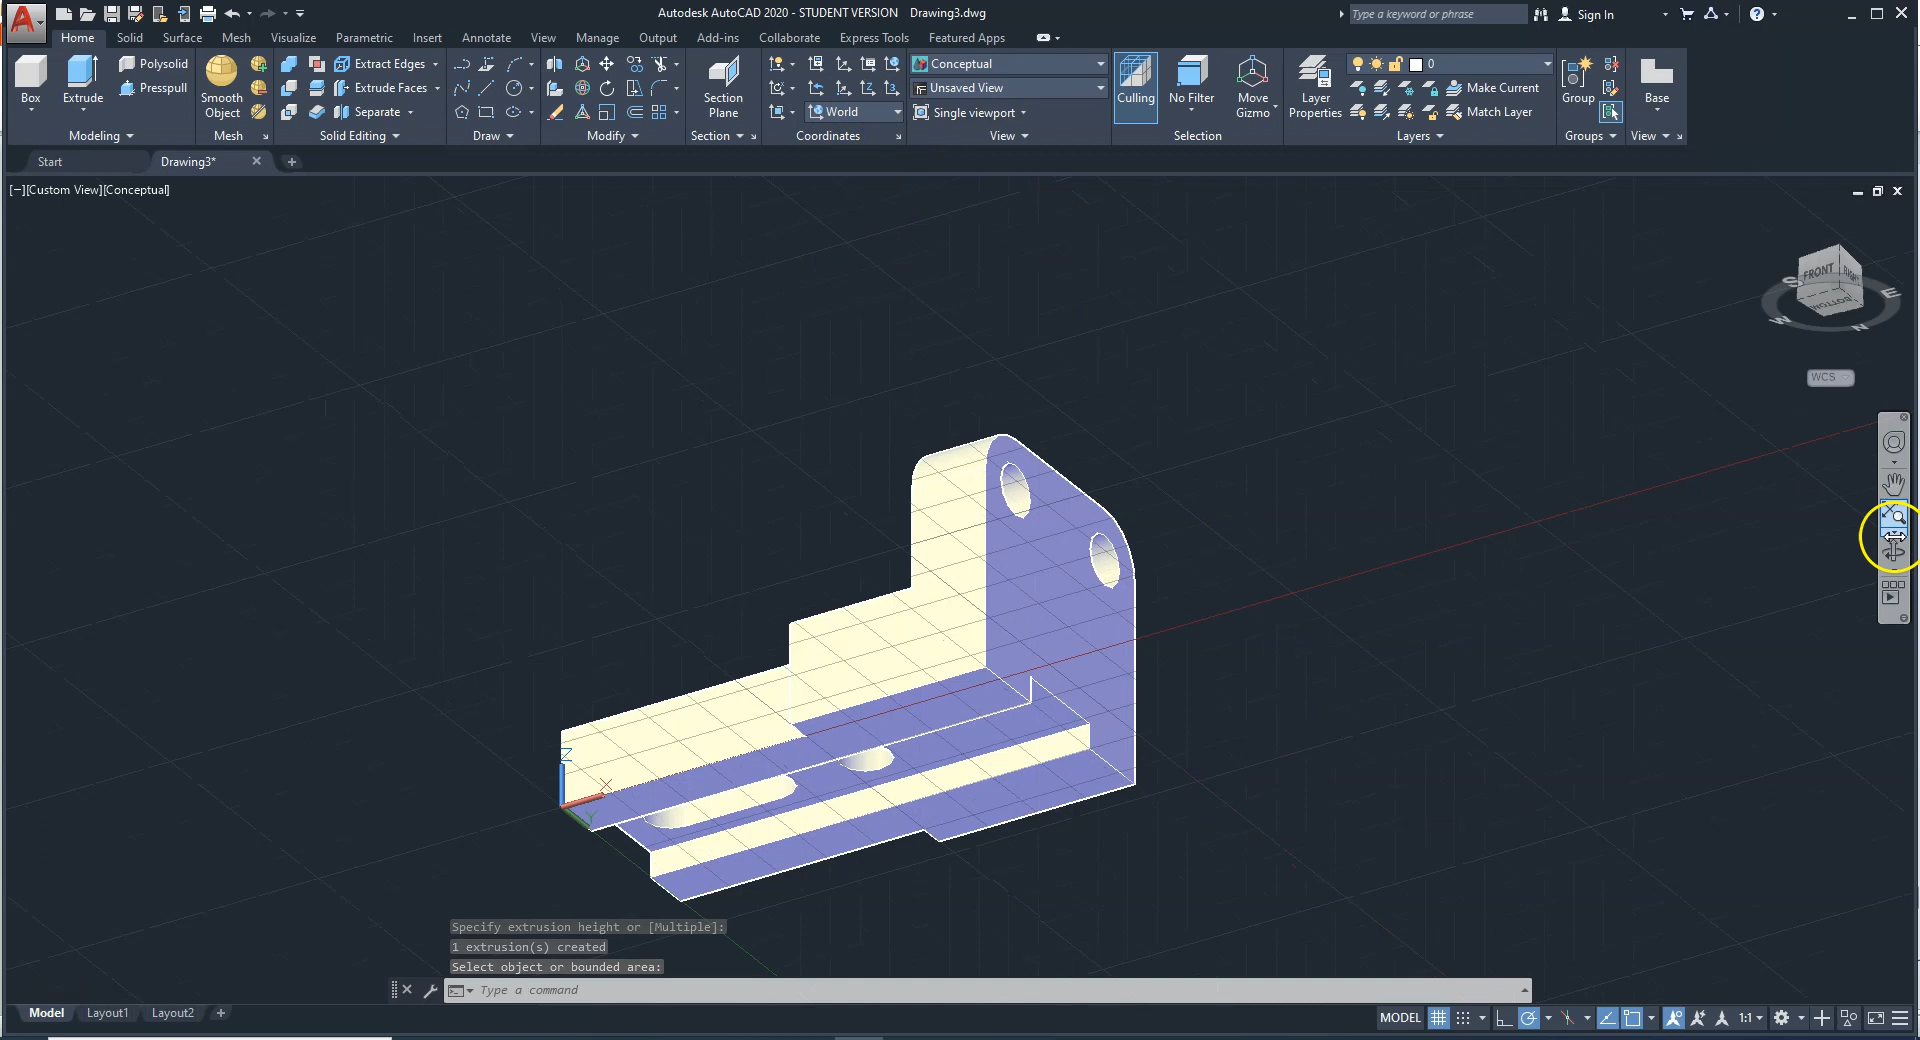 Autodesk AutoCAD 2020 - STUDENT VERSION Drawing3.dwg
Type a keyword or phrase
Sign In
Home Solid Surface Mesh Visualize Parametric Insert Annotate View Manage Output Add-ins Collaborate Express Tools Featured Apps
Box
Extrude
Polysolid
Presspull
Modeling
Smooth
Object
Mesh
Extract Edges
Extrude Faces
Separate
Solid Editing
Draw
Modify
Section
Plane
Section
World
Coordinates
Conceptual
Unsaved View
Single viewport
View
Culling
No Filter
Move
Gizmo
Selection
Layer
Properties
0
Make Current
Match Layer
Layers
Group
Groups
Base
View
Start
Drawing3*
[−][Custom View][Conceptual]
FRONT
RIGHT
BOTTOM
S
E
W
N
WCS
Z
X
Y
Specify extrusion height or [Multiple]:
1 extrusion(s) created
Select object or bounded area:
Type a command
Model Layout1 Layout2
MODEL
1:1